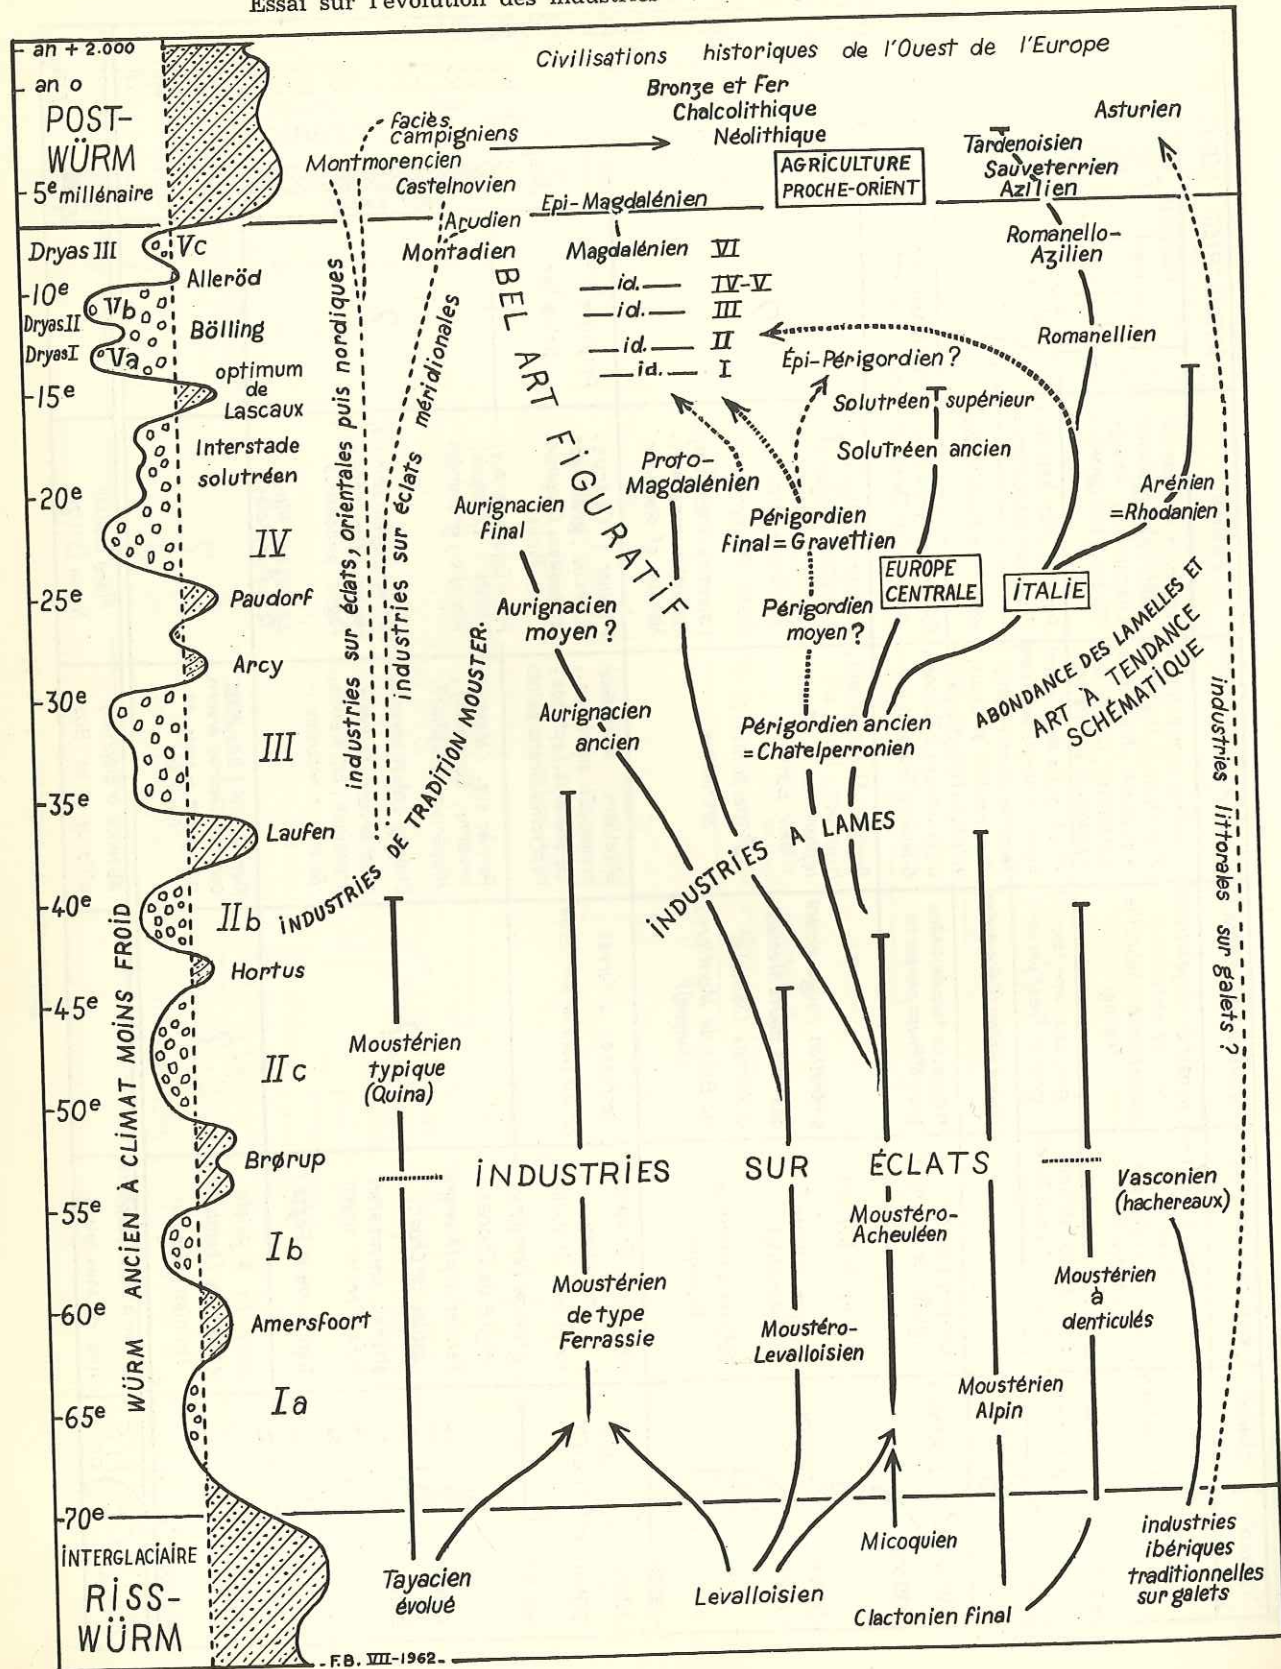 Essai sur l'évolution des industries
an + 2.000
an 0
POST-
WÜRM
5e millénaire
Dryas III
-10e
Dryas II
Dryas I
-15e
-20e
-25e
-30e
-35e
-40e
-45e
-50e
-55e
-60e
-65e
-70e
WÜRM ANCIEN À CLIMAT MOINS FROID
INTERGLACIAIRE
RISS-
WÜRM
Vc
Alleröd
Vb
Bölling
Va
optimum
de
Lascaux
Interstade
solutréen
IV
Paudorf
Arcy
III
Laufen
IIb
Hortus
IIc
Brørup
Ib
Amersfoort
Ia
Civilisations historiques de l'Ouest de l'Europe
Bronze et Fer
Chalcolithique
Néolithique
Faciès
campigniens
Montmorencien
Castelnovien
Arudien
Montadien
AGRICULTURE
PROCHE-ORIENT
Tardenoisien
Sauveterrien
Azilien
Asturien
Epi-Magdalénien
Magdalénien VI
id. IV-V
id. III
id. II
id. I
Romanello-
Azilien
Romanellien
Épi-Périgordien ?
Solutréen supérieur
Solutréen ancien
industries sur éclats, orientales puis nordiques
industries sur éclats méridionales
BEL ART FIGURATIF
Proto-
Magdalénien
Aurignacien
final
Périgordien
final = Gravettien
Arénien
= Rhodanien
EUROPE
CENTRALE
ITALIE
Aurignacien
moyen ?
Périgordien
moyen ?
ABONDANCE DES LAMELLES ET
ART À TENDANCE
SCHÉMATIQUE
Aurignacien
ancien
Périgordien ancien
= Chatelperronien
INDUSTRIES DE TRADITION MOUSTER.
INDUSTRIES A LAMES
industries littorales sur galets ?
Moustérien
typique
(Quina)
INDUSTRIES SUR ÉCLATS
Vasconien
(hachereaux)
Moustéro-
Acheuléen
Moustérien
de type
Ferrassie
Moustéro-
Levalloisien
Moustérien
à
denticulés
Moustérien
Alpin
Tayacien
évolué
Levalloisien
Micoquien
Clactonien final
industries
ibériques
traditionnelles
sur galets
F.B. VII-1962